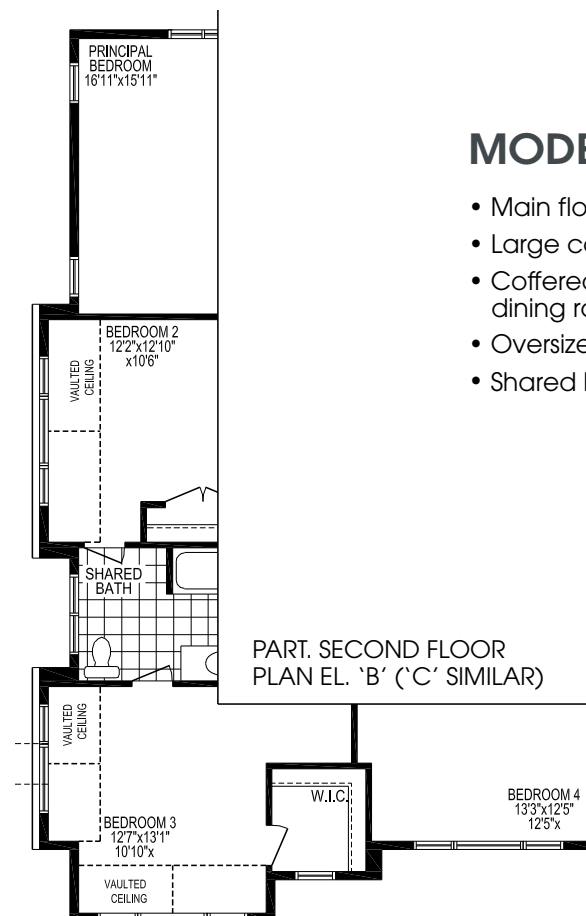 PRINCIPAL
BEDROOM
16'11"x15'11"
MODE
• Main flo
• Large c
• Coffered
dining ro
• Oversize
• Shared
BEDROOM 2
12'2"x12'10"
x10'6"
VAULTED
CEILING
SHARED
BATH
PART. SECOND FLOOR
PLAN EL. ‘B’ (‘C’ SIMILAR)
VAULTED
CEILING
W.I.C.
BEDROOM 3
12'7"x13'1"
10'10"x
BEDROOM 4
13'3"x12'5"
12'5"x
VAULTED
CEILING